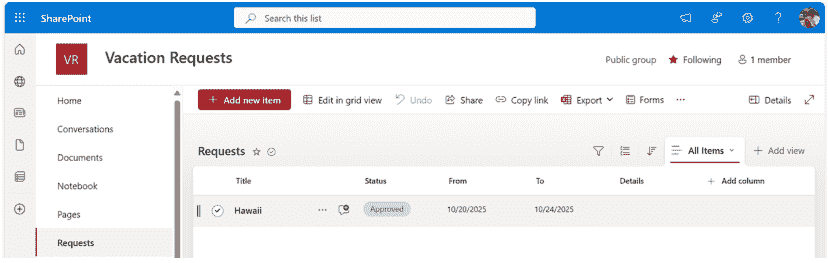 SharePoint
Search this list
VR
Vacation Requests
Public group
Following
1 member
Home
Conversations
Documents
Notebook
Pages
Requests
+ Add new item
Edit in grid view
Undo
Share
Copy link
Export
Forms
...
Details
Requests
All Items
+ Add view
Title Status From To Details + Add column
Hawaii ... Approved 10/20/2025 10/24/2025